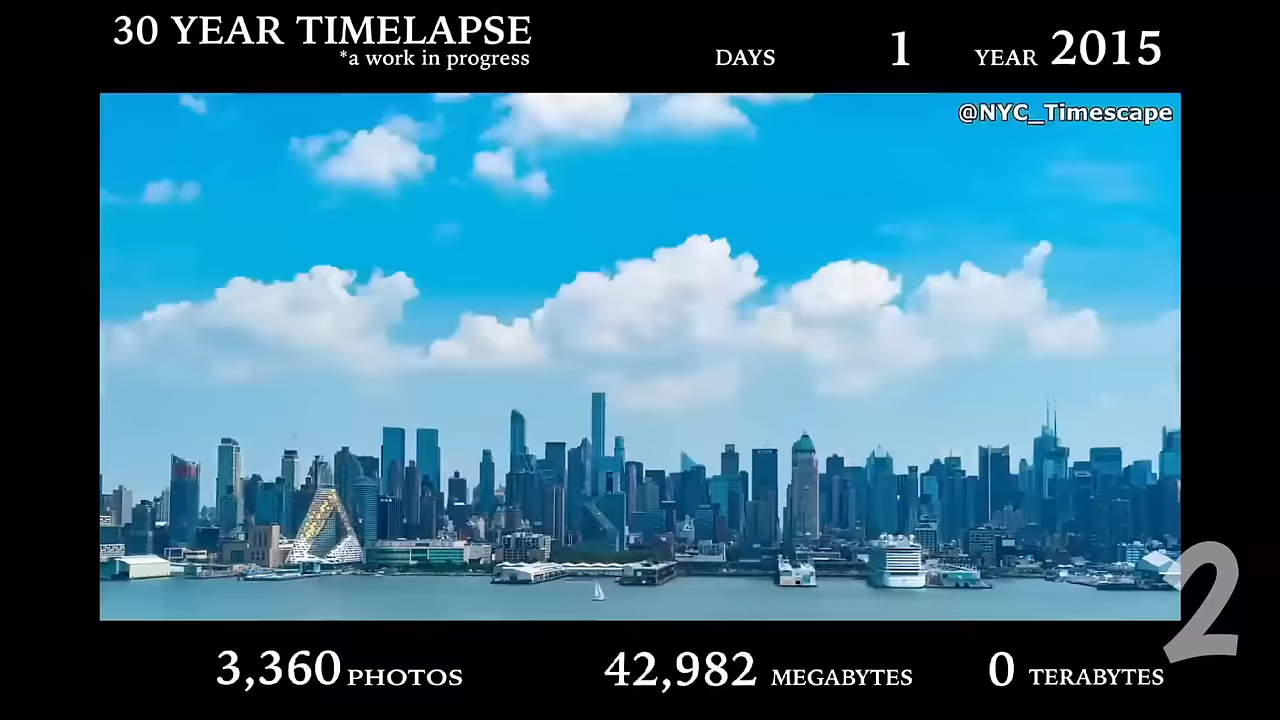 30 YEAR TIMELAPSE
*a work in progress
DAYS 1 YEAR 2015
@NYC_Timescape
2
3,360 PHOTOS 42,982 MEGABYTES 0 TERABYTES